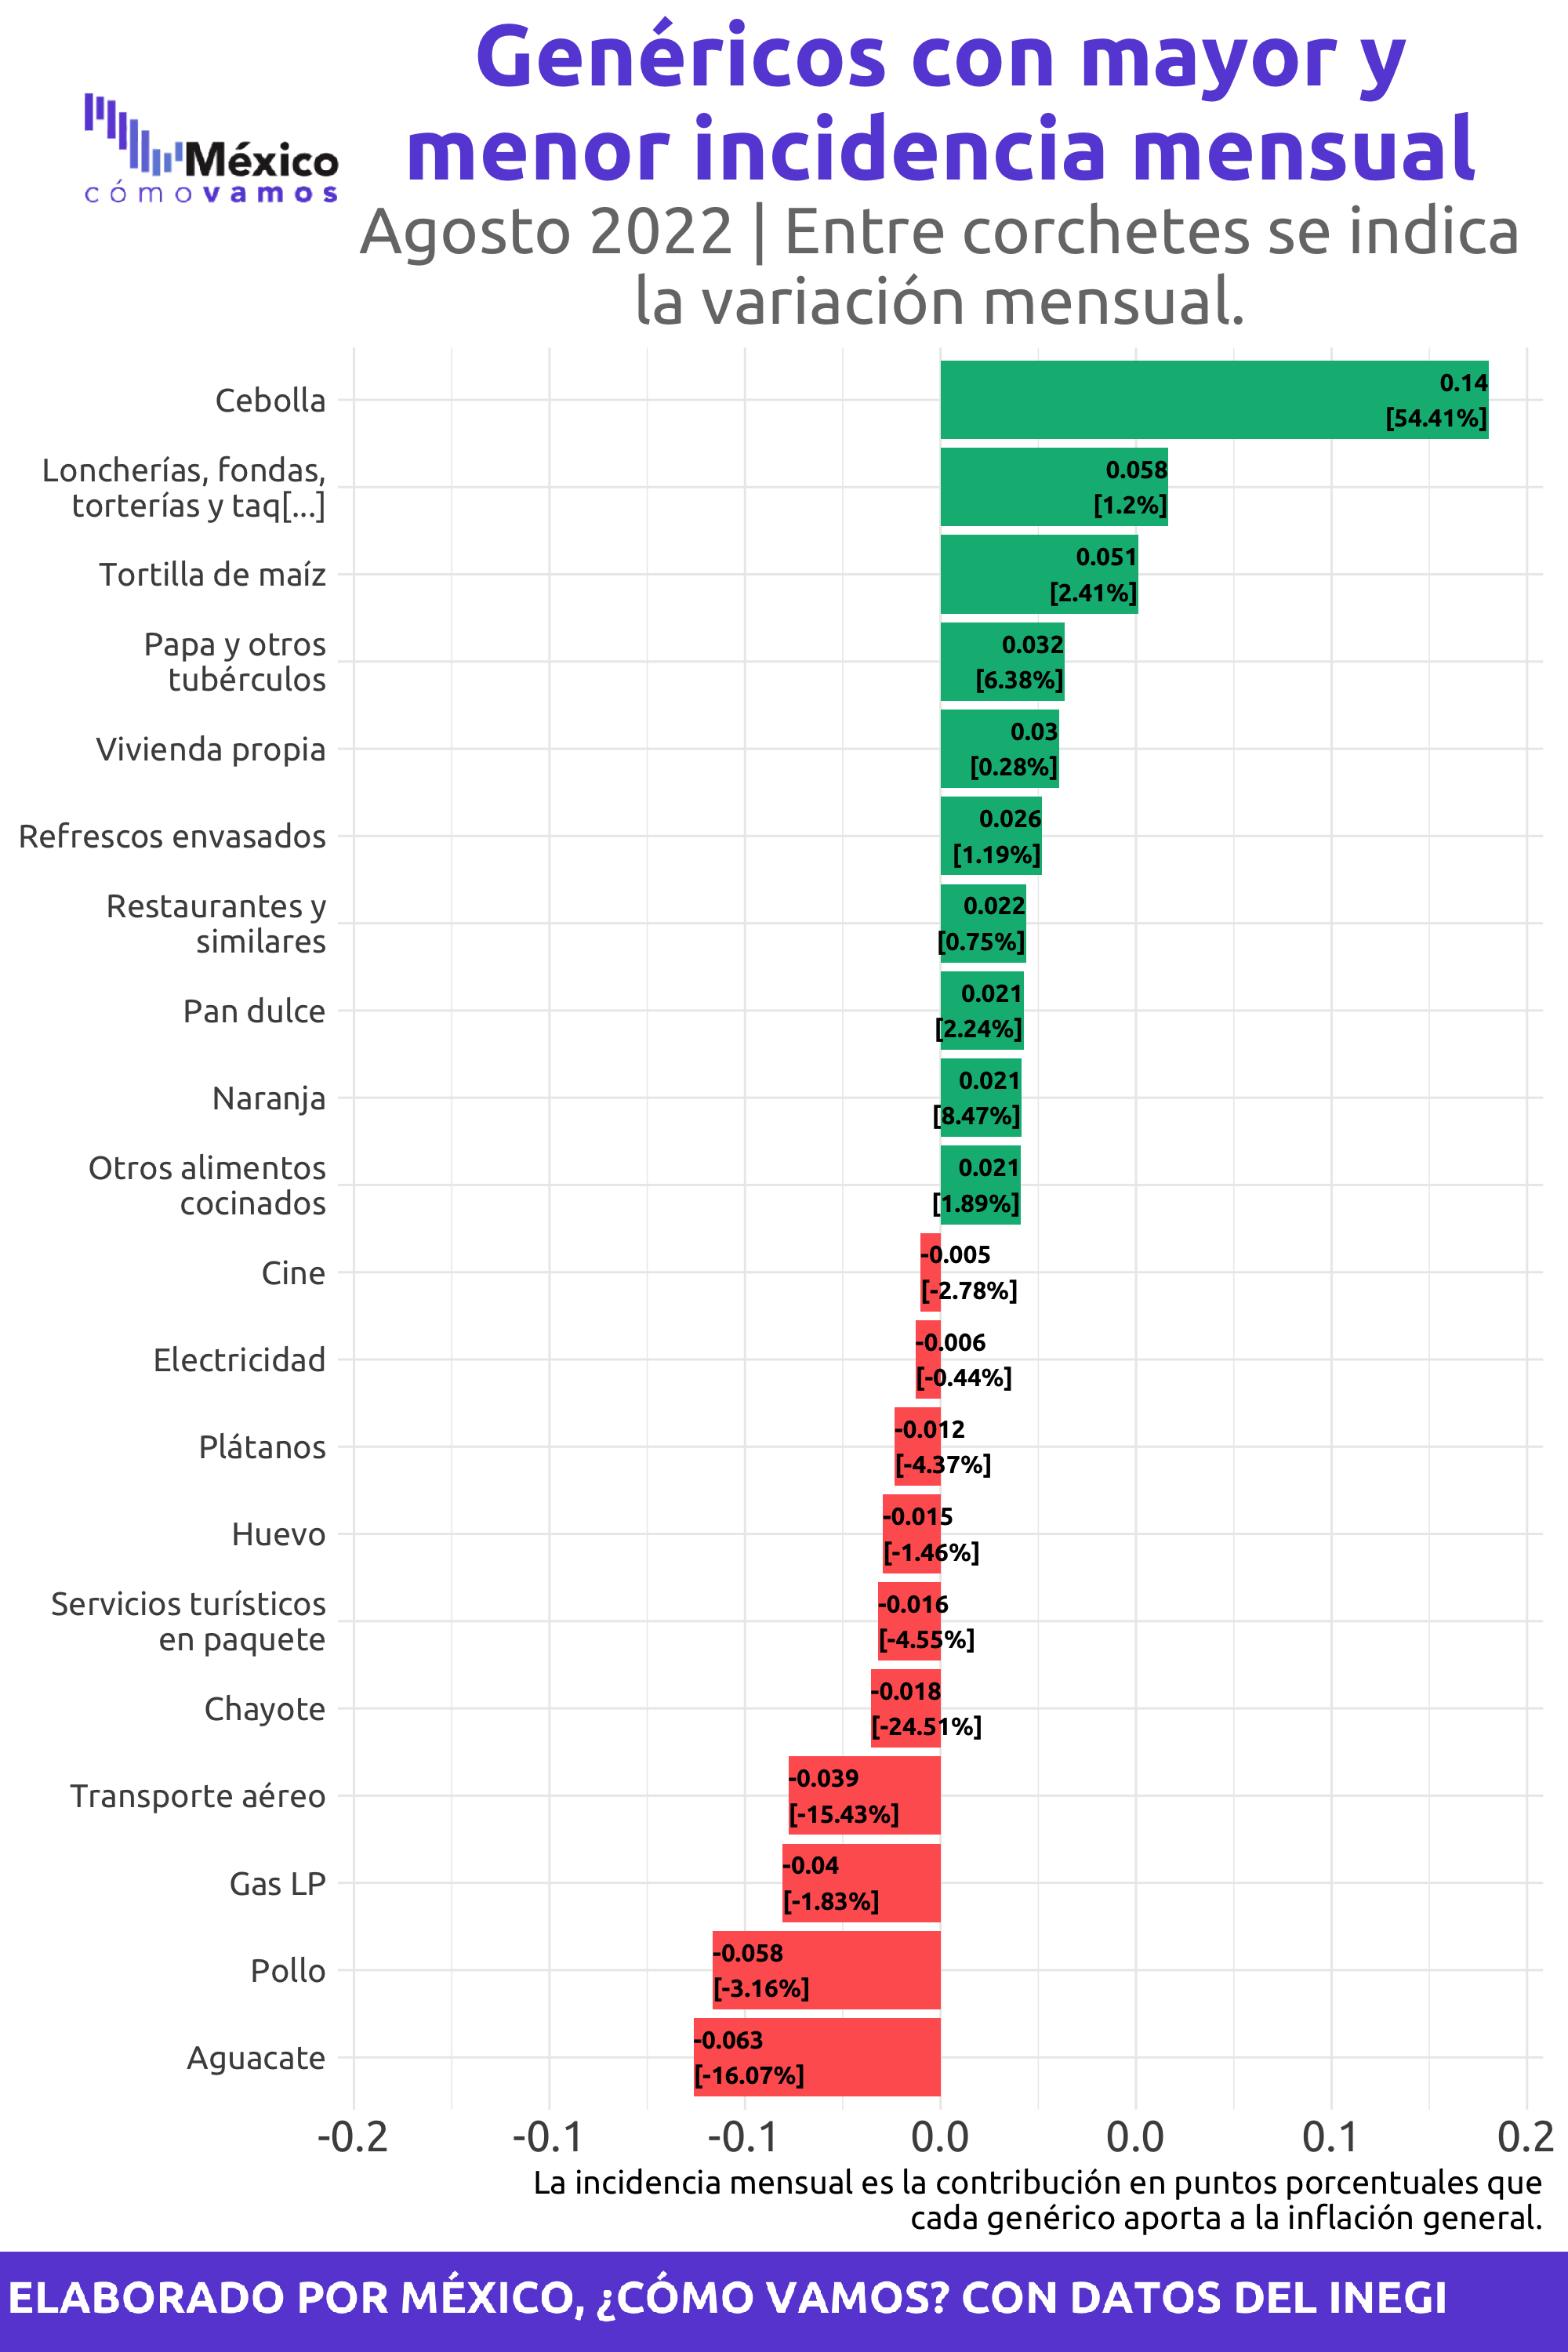 Genéricos con mayor y
menor incidencia mensual
México
cómovamos
Agosto 2022 | Entre corchetes se indica
la variación mensual.
Cebolla
0.14
[54.41%]
Loncherías, fondas,
torterías y taq[...]
0.058
[1.2%]
Tortilla de maíz
0.051
[2.41%]
Papa y otros
tubérculos
0.032
[6.38%]
Vivienda propia
0.03
[0.28%]
Refrescos envasados
0.026
[1.19%]
Restaurantes y
similares
0.022
[0.75%]
Pan dulce
0.021
[2.24%]
Naranja
0.021
[8.47%]
Otros alimentos
cocinados
0.021
[1.89%]
Cine
-0.005
[-2.78%]
Electricidad
-0.006
[-0.44%]
Plátanos
-0.012
[-4.37%]
Huevo
-0.015
[-1.46%]
Servicios turísticos
en paquete
-0.016
[-4.55%]
Chayote
-0.018
[-24.51%]
Transporte aéreo
-0.039
[-15.43%]
Gas LP
-0.04
[-1.83%]
Pollo
-0.058
[-3.16%]
Aguacate
-0.063
[-16.07%]
-0.2 -0.1 -0.1 0.0 0.0 0.1 0.2
La incidencia mensual es la contribución en puntos porcentuales que
cada genérico aporta a la inflación general.
ELABORADO POR MÉXICO, ¿CÓMO VAMOS? CON DATOS DEL INEGI